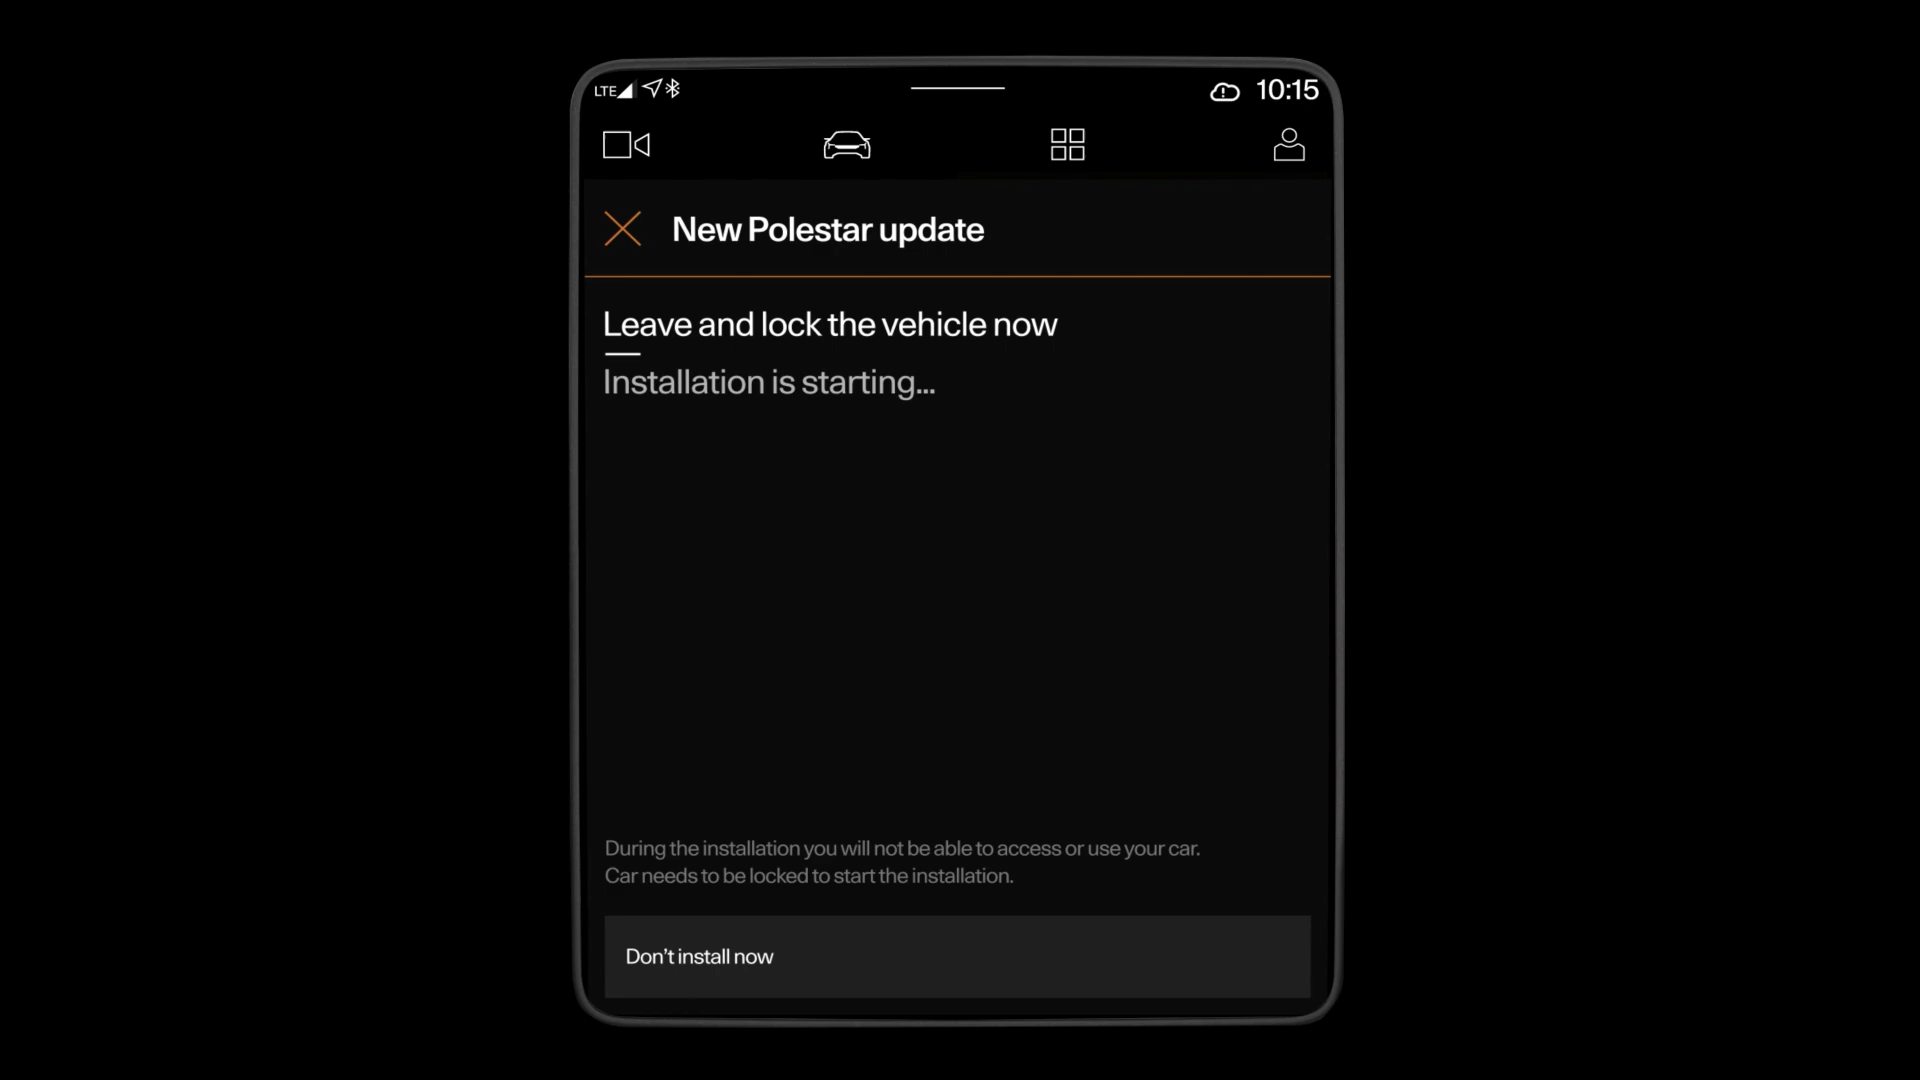 LTE
10:15
New Polestar update
Leave and lock the vehicle now
Installation is starting...
During the installation you will not be able to access or use your car.
Car needs to be locked to start the installation.
Don’t install now